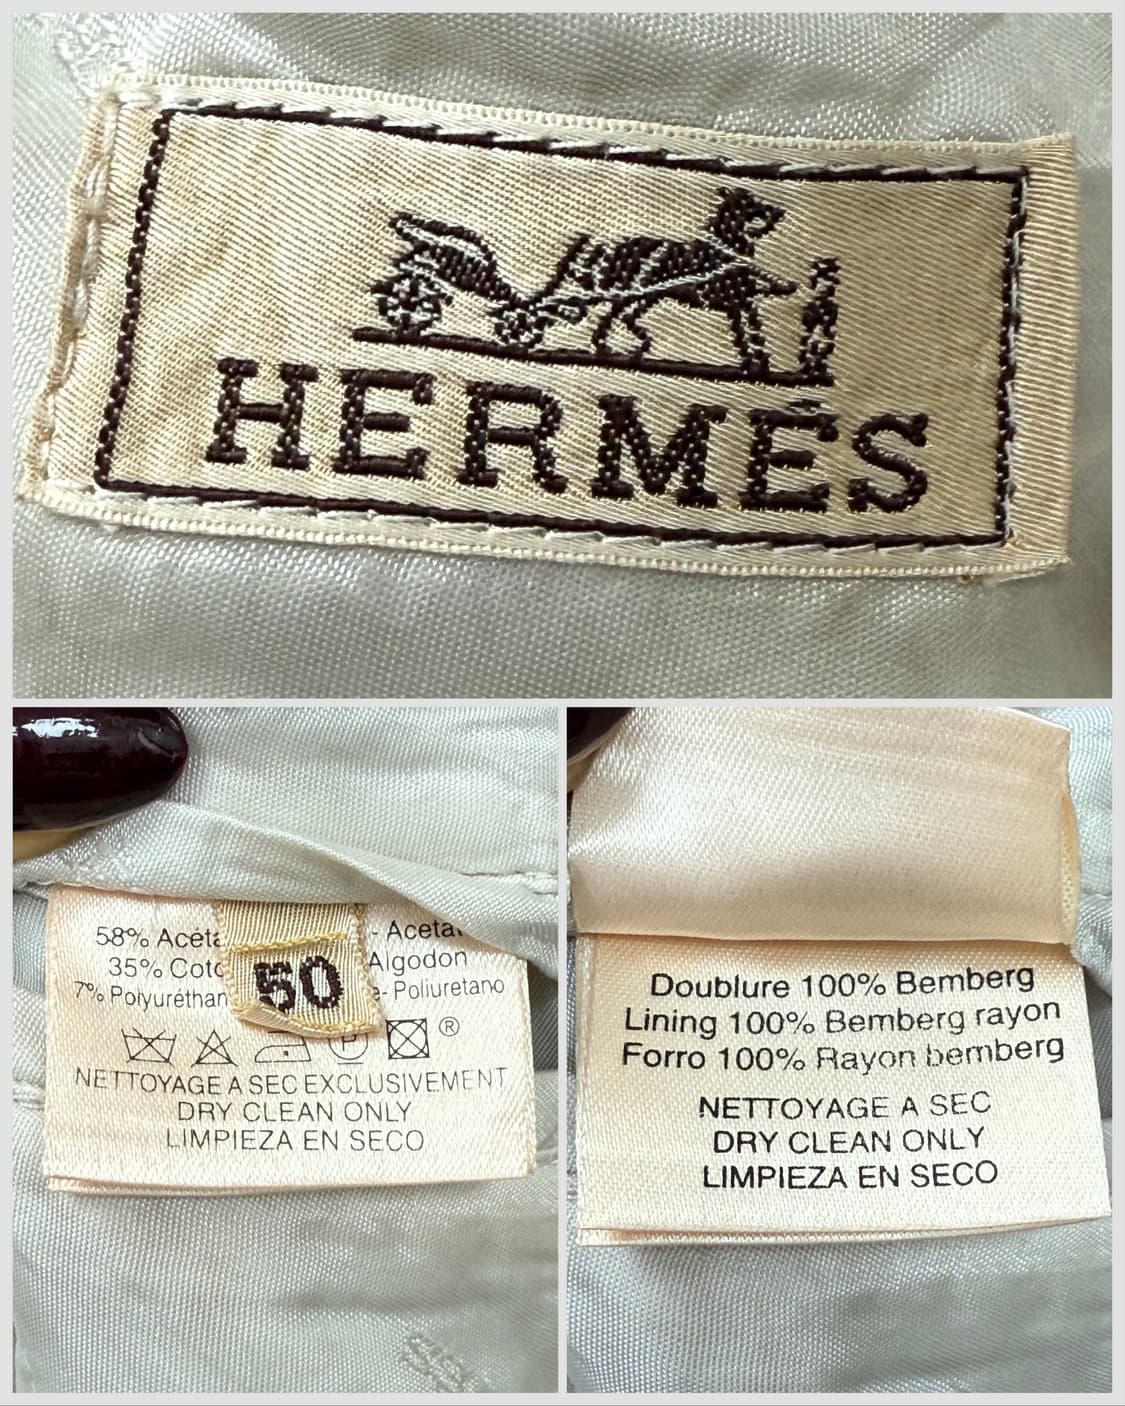 HERMÈS
58% Acéta - Acetat
35% Coto Algodon
7% Polyuréthan e- Poliuretano
50
P
®
NETTOYAGE A SEC EXCLUSIVEMENT
DRY CLEAN ONLY
LIMPIEZA EN SECO
Doublure 100% Bemberg
Lining 100% Bemberg rayon
Forro 100% Rayon bemberg
NETTOYAGE A SEC
DRY CLEAN ONLY
LIMPIEZA EN SECO